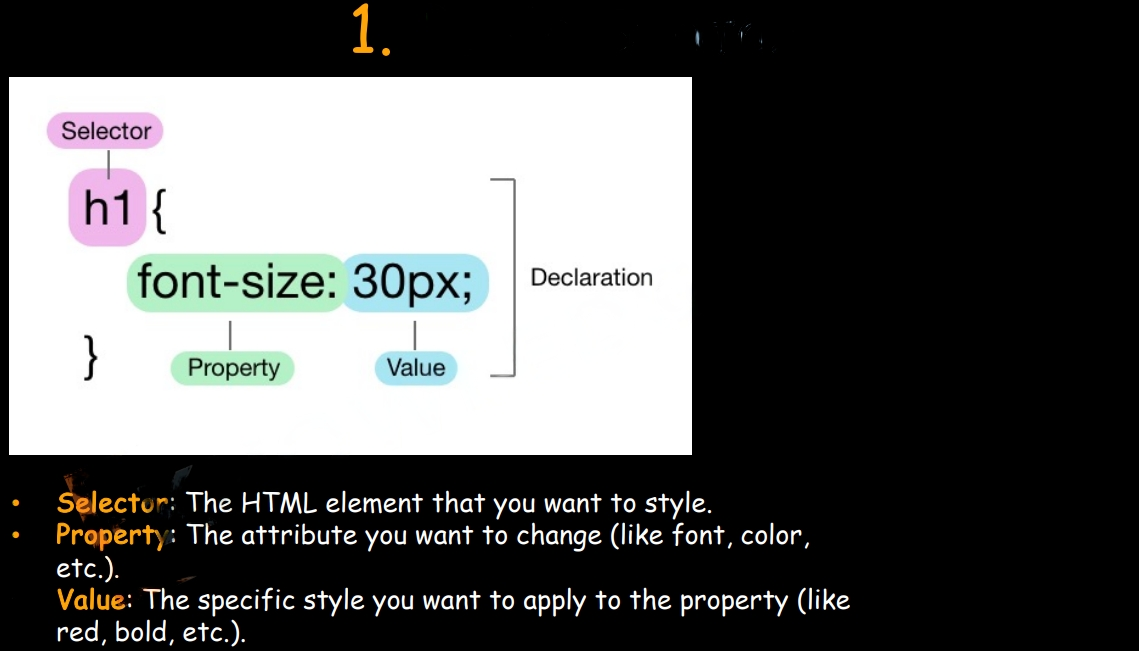 1.
Selector
h1 {
font-size: 30px;
Declaration
}
Property
Value
• Selector: The HTML element that you want to style.
• Property: The attribute you want to change (like font, color,
etc.).
Value: The specific style you want to apply to the property (like
red, bold, etc.).